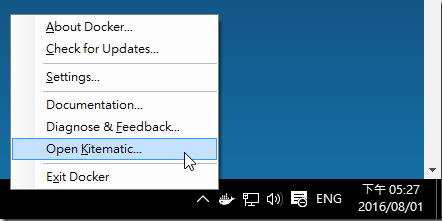 About Docker...
Check for Updates...
Settings...
Documentation...
Diagnose & Feedback...
Open Kitematic...
Exit Docker
ENG
下午 05:27
2016/08/01